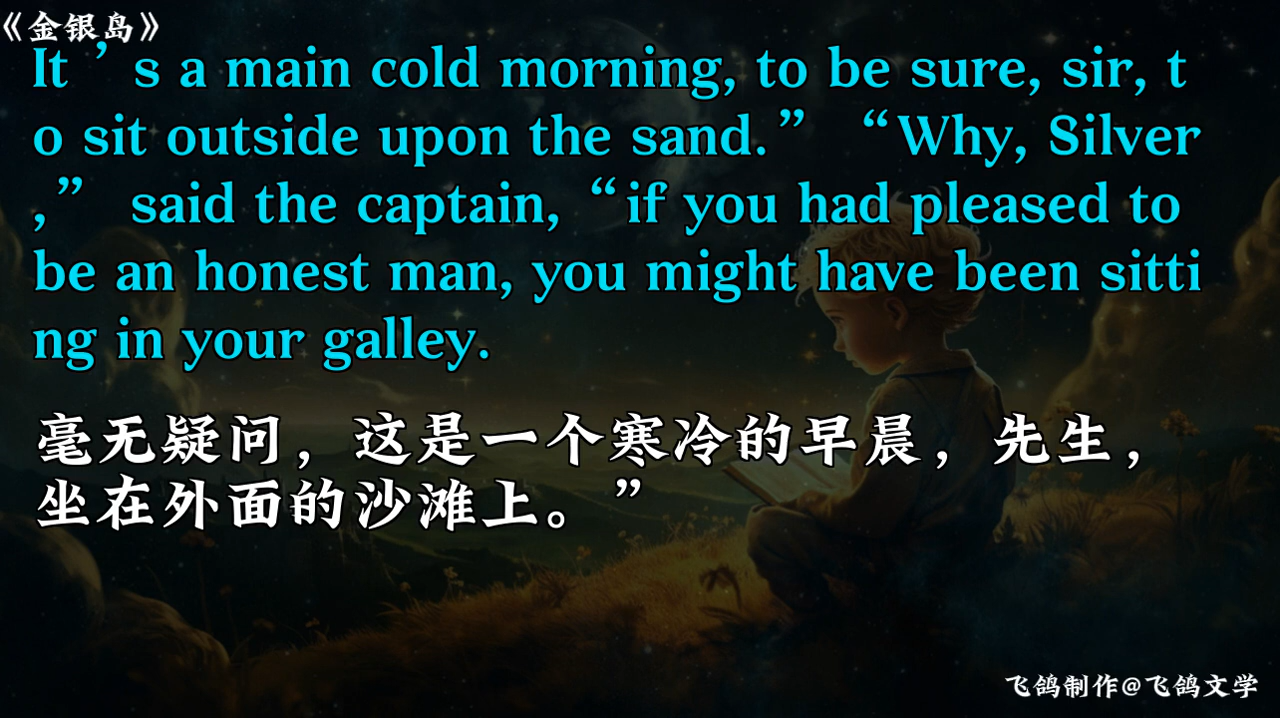 《金银岛》
It ’ s a main cold morning, to be sure, sir, t
o sit outside upon the sand.” “Why, Silver
,” said the captain, “if you had pleased to
be an honest man, you might have been sitti
ng in your galley.
毫无疑问，这是一个寒冷的早晨，先生，
坐在外面的沙滩上。”
飞鸽制作@飞鸽文学